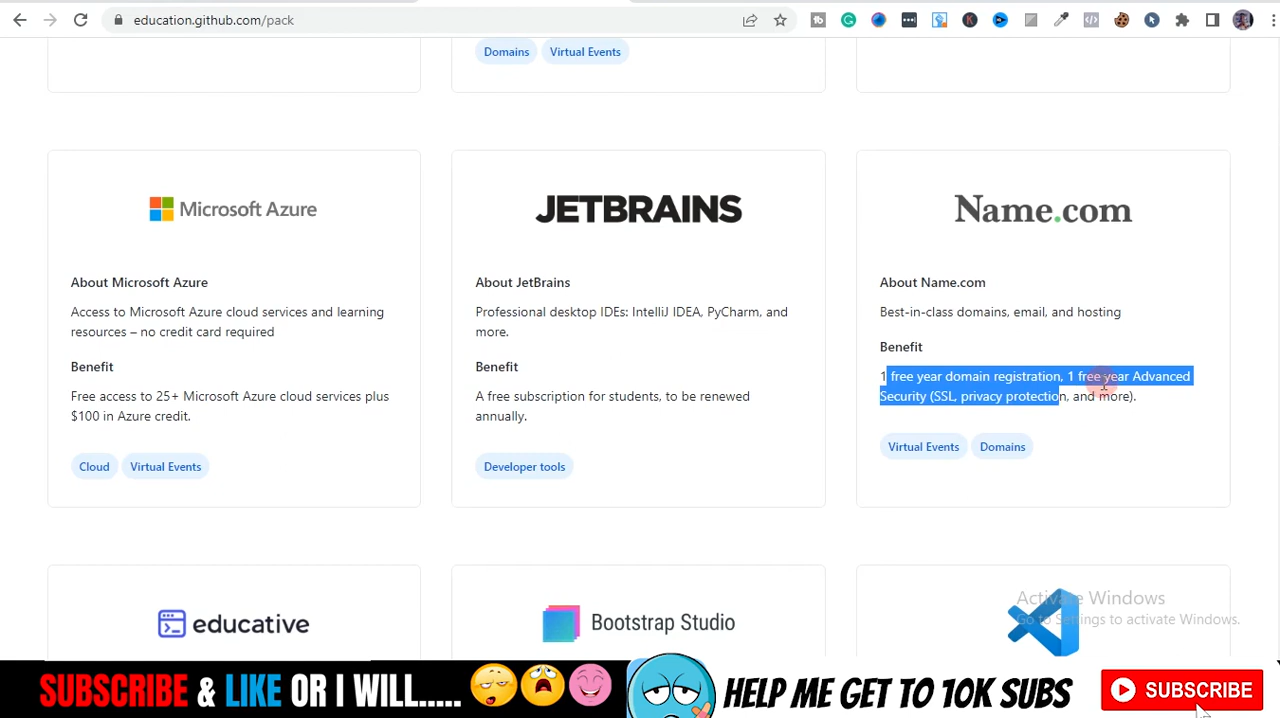 education.github.com/pack
Domains
Virtual Events
Microsoft Azure
About Microsoft Azure
Access to Microsoft Azure cloud services and learning
resources – no credit card required
Benefit
Free access to 25+ Microsoft Azure cloud services plus
$100 in Azure credit.
Cloud
Virtual Events
JETBRAINS
About JetBrains
Professional desktop IDEs: IntelliJ IDEA, PyCharm, and
more.
Benefit
A free subscription for students, to be renewed
annually.
Developer tools
Name.com
About Name.com
Best-in-class domains, email, and hosting
Benefit
1 free year domain registration, 1 free year Advanced
Security (SSL, privacy protection, and more).
Virtual Events
Domains
educative
Bootstrap Studio
Activate Windows
Go to Settings to activate Windows.
SUBSCRIBE & LIKE OR I WILL.....
HELP ME GET TO 10K SUBS
SUBSCRIBE